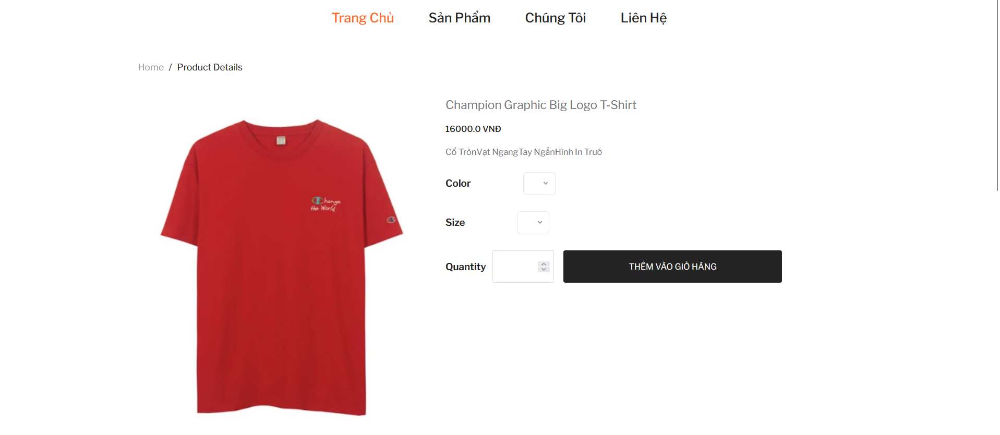 Trang Chủ Sản Phẩm Chúng Tôi Liên Hệ
Home / Product Details
Champion Graphic Big Logo T-Shirt
16000.0 VNĐ
Cổ TrònVạt NgangTay NgắnHình In Trướ
Color
Size
Quantity THÊM VÀO GIỎ HÀNG
Change
the World